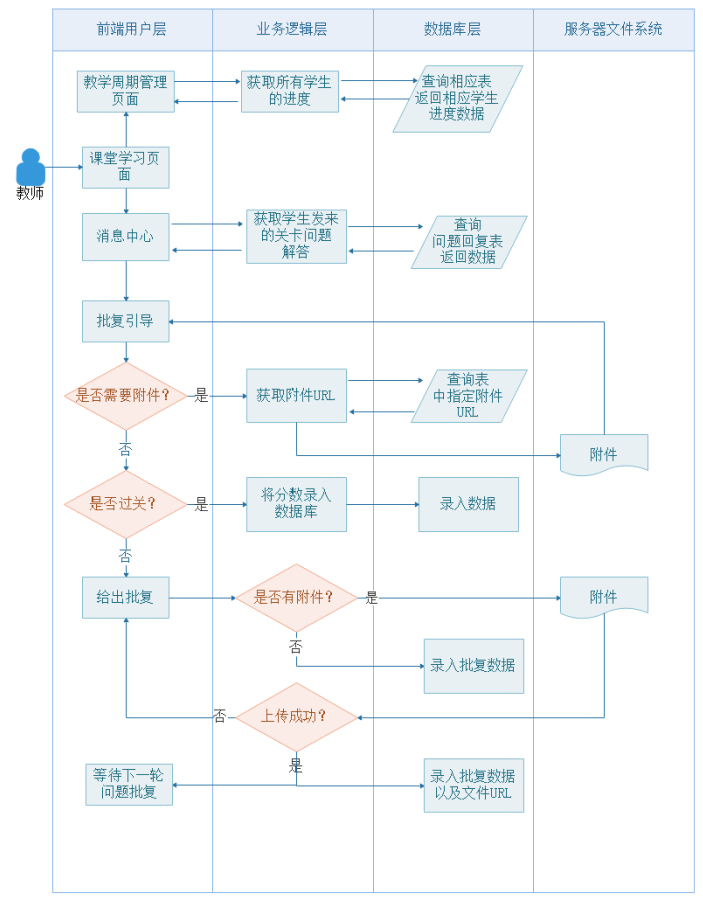 前端用户层
业务逻辑层
数据库层
服务器文件系统
教学周期管理
页面
获取所有学生
的进度
查询相应表
返回相应学生
进度数据
课堂学习页
面
教师
消息中心
获取学生发来
的关卡问题
解答
查询
问题回复表
返回数据
批复引导
是否需要附件？
是
获取附件URL
查询表
中指定附件
URL
附件
否
是否过关？
是
将分数录入
数据库
录入数据
否
给出批复
是否有附件？
是
附件
否
录入批复数据
否
上传成功？
是
等待下一轮
问题批复
录入批复数据
以及文件URL